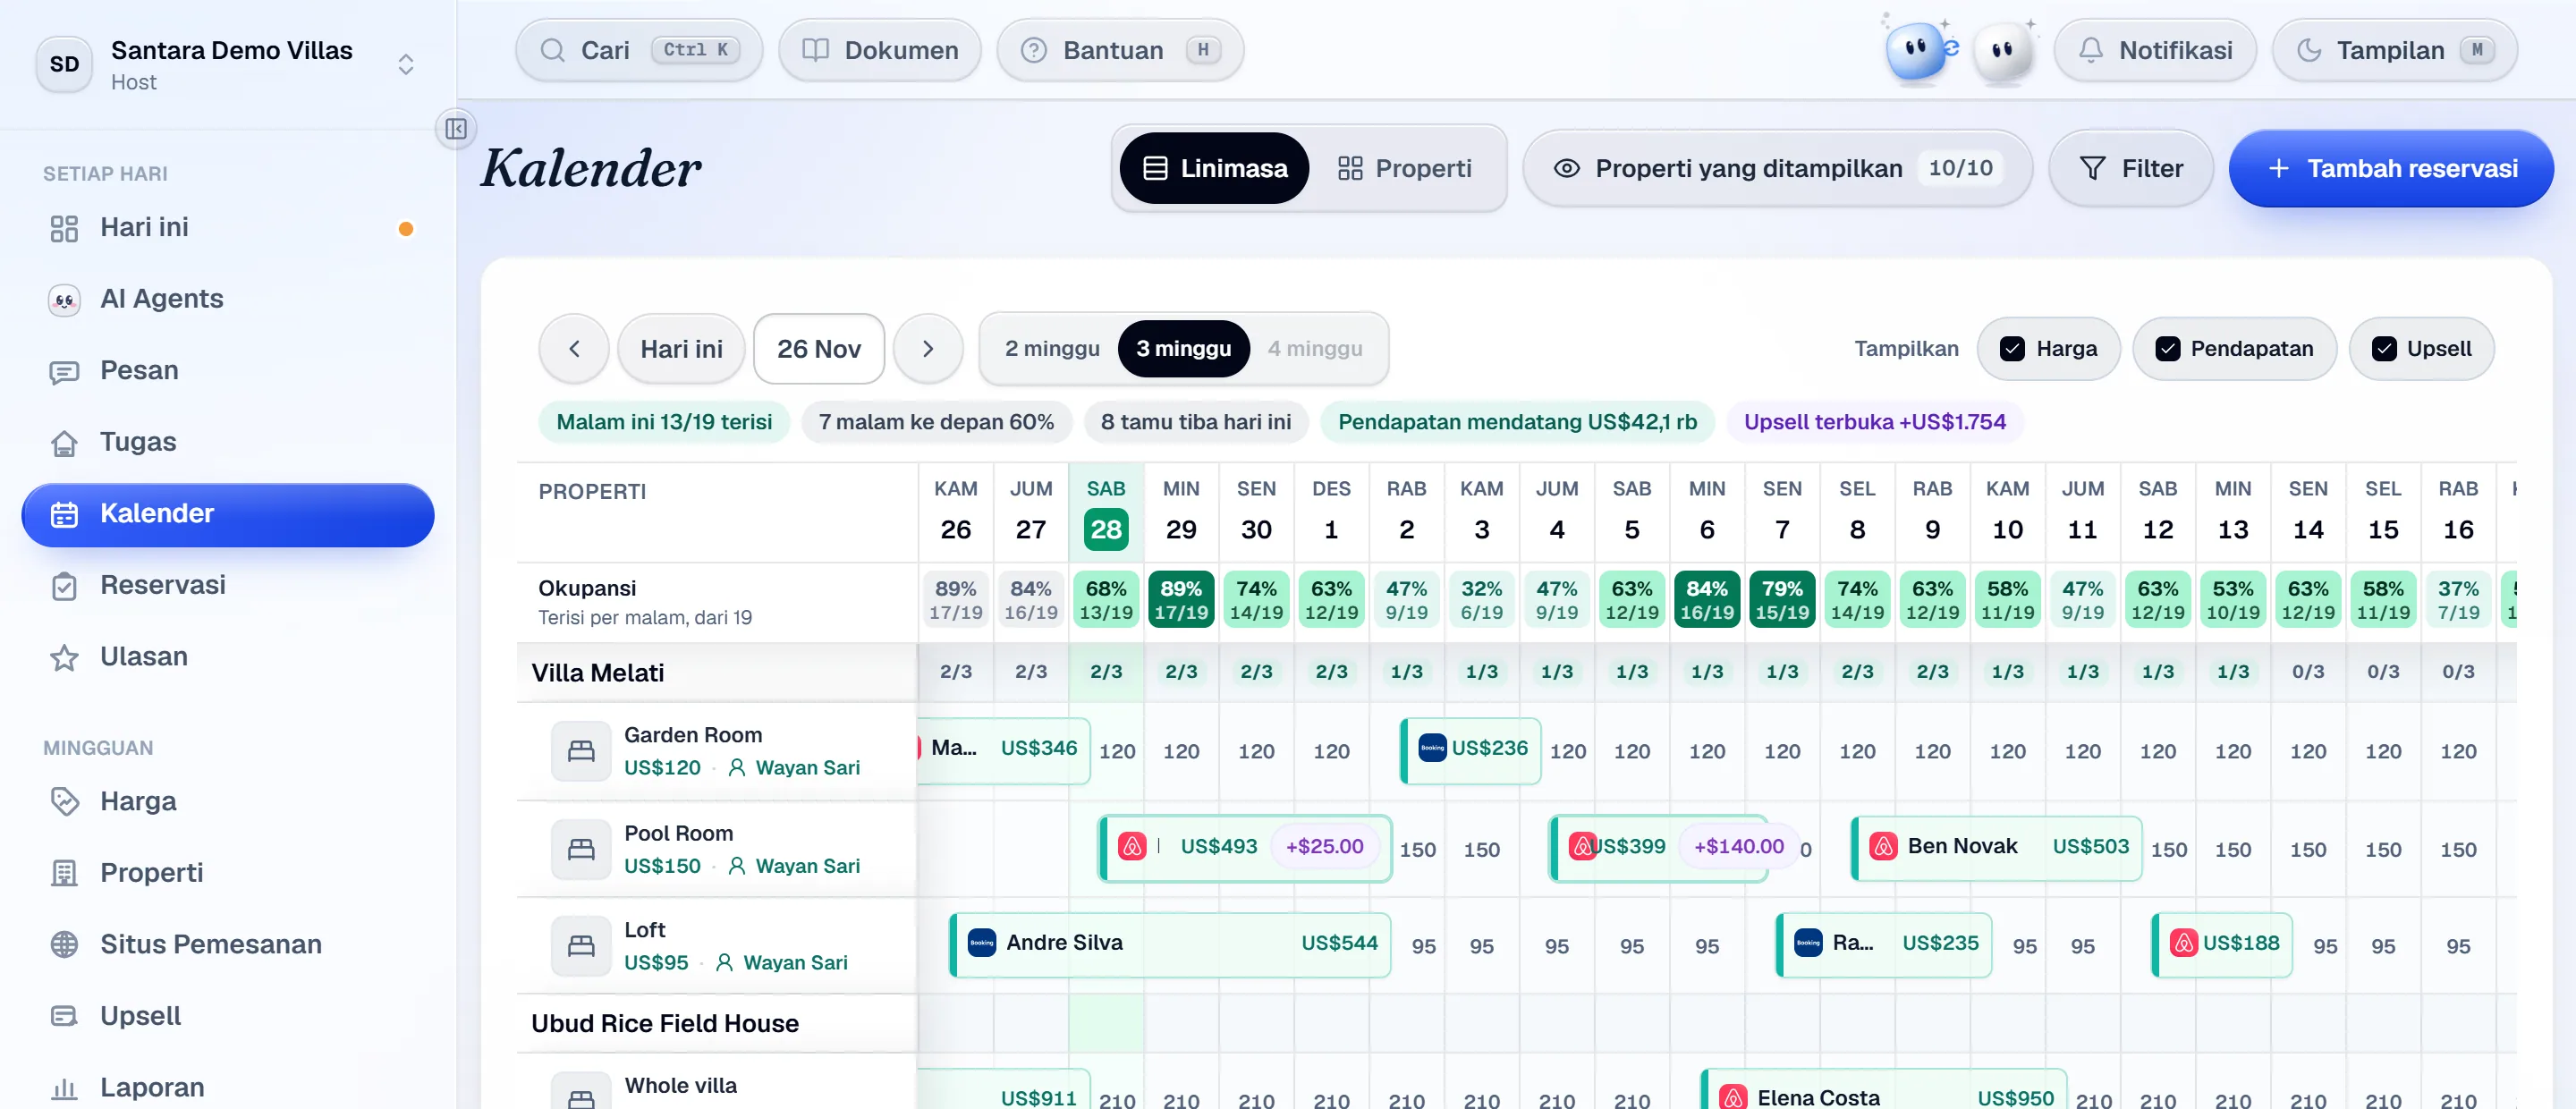 SD
Santara Demo Villas
Host
Cari Ctrl K
Dokumen
Bantuan H
Notifikasi
Tampilan M
SETIAP HARI
Hari ini
AI Agents
Pesan
Tugas
Kalender
Reservasi
Ulasan
MINGGUAN
Harga
Properti
Situs Pemesanan
Upsell
Laporan
Kalender
Linimasa
Properti
Properti yang ditampilkan 10/10
Filter
+ Tambah reservasi
Hari ini
26 Nov
2 minggu
3 minggu
4 minggu
Tampilkan
Harga
Pendapatan
Upsell
Malam ini 13/19 terisi
7 malam ke depan 60%
8 tamu tiba hari ini
Pendapatan mendatang US$42,1 rb
Upsell terbuka +US$1.754
PROPERTI
KAM JUM SAB MIN SEN DES RAB KAM JUM SAB MIN SEN SEL RAB KAM JUM SAB MIN SEN SEL RAB
26 27 28 29 30 1 2 3 4 5 6 7 8 9 10 11 12 13 14 15 16
Okupansi
Terisi per malam, dari 19
89% 84% 68% 89% 74% 63% 47% 32% 47% 63% 84% 79% 74% 63% 58% 47% 63% 53% 63% 58% 37%
17/19 16/19 13/19 17/19 14/19 12/19 9/19 6/19 9/19 12/19 16/19 15/19 14/19 12/19 11/19 9/19 12/19 10/19 12/19 11/19 7/19
Villa Melati
2/3 2/3 2/3 2/3 2/3 2/3 1/3 1/3 1/3 1/3 1/3 1/3 2/3 2/3 1/3 1/3 1/3 1/3 0/3 0/3 0/3
Garden Room
US$120 · Wayan Sari
Ma... US$346 120 120 120 120 Booking US$236 120 120 120 120 120 120 120 120 120 120 120 120 120
Pool Room
US$150 · Wayan Sari
US$493 +$25.00 150 150 US$399 +$140.00 0 Ben Novak US$503 150 150 150 150 150
Loft
US$95 · Wayan Sari
Booking Andre Silva US$544 95 95 95 95 95 Booking Ra... US$235 95 95 US$188 95 95 95
Ubud Rice Field House
Whole villa
US$911 210 210 210 210 210 210 210 210 Elena Costa US$950 210 210 210 210 210 210